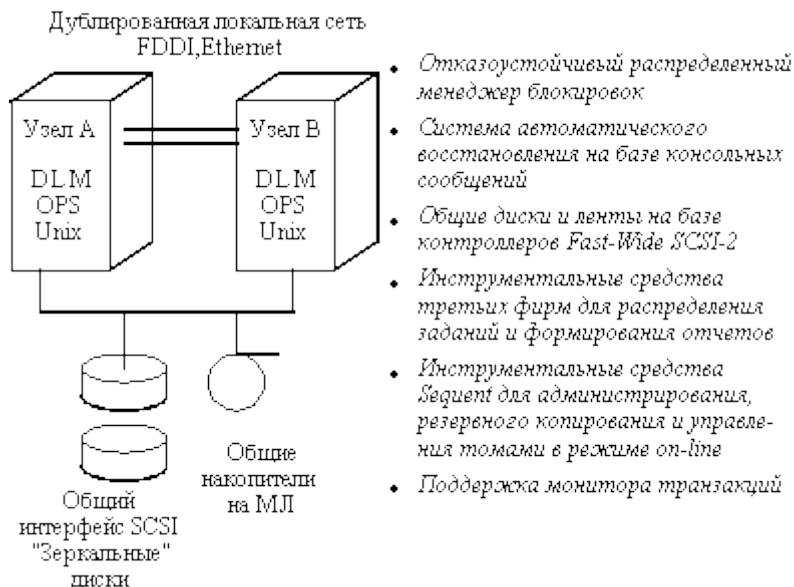 Дублированная локальная сеть
FDDI,Ethernet
Узел A
DLM
OPS
Unix
Узел B
DLM
OPS
Unix
Общий
интерфейс SCSI
"Зеркальные"
диски
Общие
накопители
на МЛ
• Отказоустойчивый распределенный
менеджер блокировок
• Система автоматического
восстановления на базе консольных
сообщений
• Общие диски и ленты на базе
контроллеров Fast-Wide SCSI-2
• Инструментальные средства
третьих фирм для распределения
заданий и формирования отчетов
• Инструментальные средства
Sequent для администрирования,
резервного копирования и управле-
ния томами в режиме on-line
• Поддержка монитора транзакций